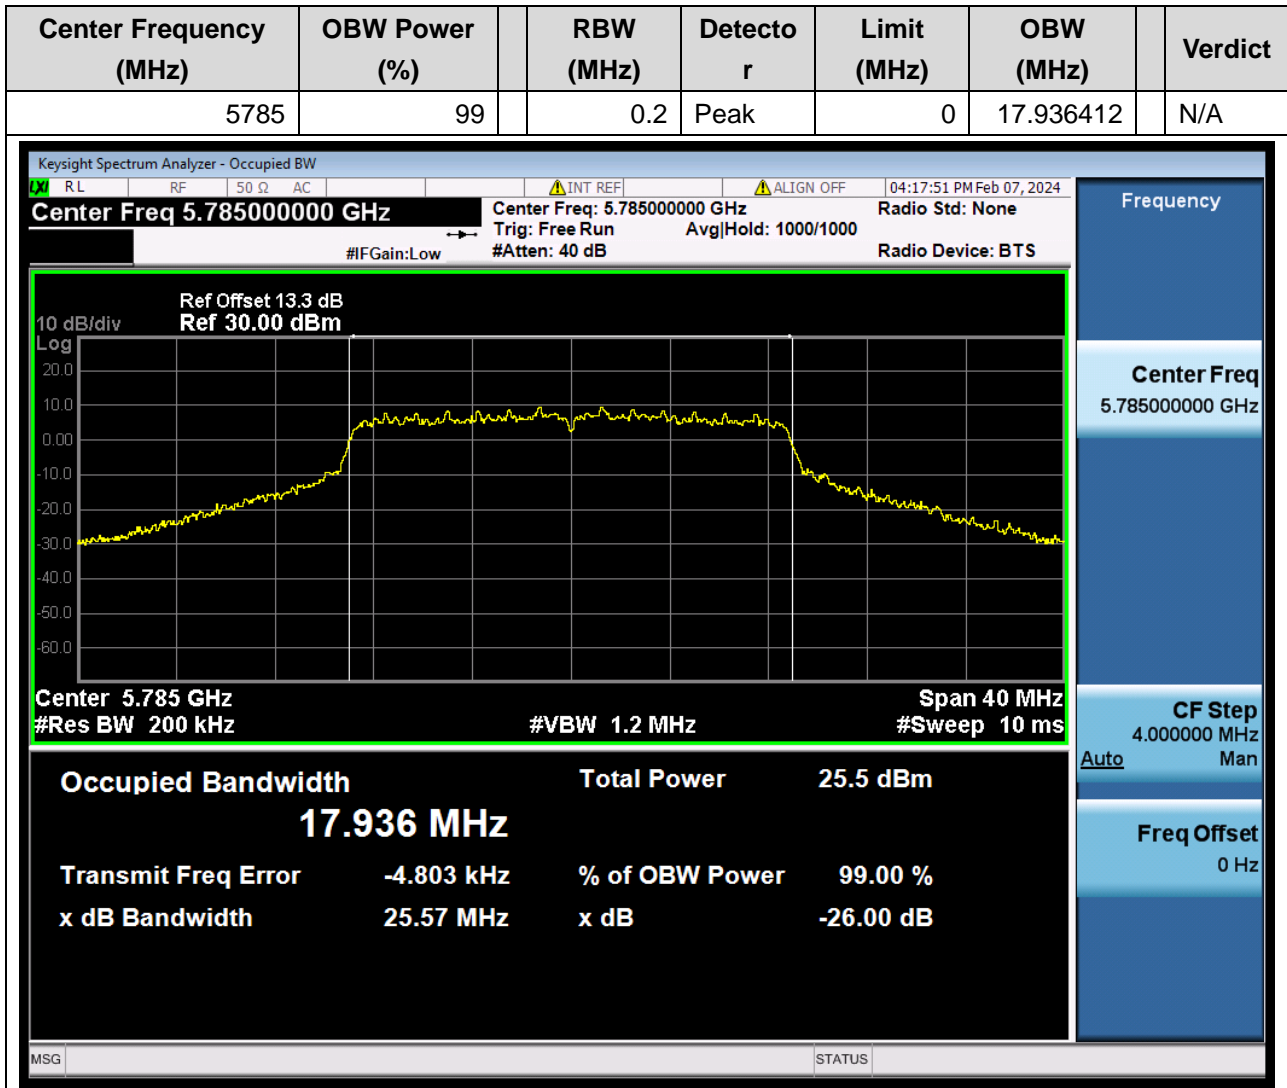 Center Frequency (MHz) OBW Power (%) RBW (MHz) Detector Limit (MHz) OBW (MHz) Verdict
5785 99 0.2 Peak 0 17.936412 N/A
Keysight Spectrum Analyzer - Occupied BW
LXI RL RF 50 Ω AC INT REF ALIGN OFF 04:17:51 PM Feb 07, 2024
Center Freq 5.785000000 GHz Center Freq: 5.785000000 GHz Radio Std: None
Trig: Free Run Avg|Hold: 1000/1000
#IFGain:Low #Atten: 40 dB Radio Device: BTS
Ref Offset 13.3 dB
10 dB/div Ref 30.00 dBm
Log
20.0
10.0
0.00
-10.0
-20.0
-30.0
-40.0
-50.0
-60.0
Center 5.785 GHz Span 40 MHz
#Res BW 200 kHz #VBW 1.2 MHz #Sweep 10 ms
Occupied Bandwidth Total Power 25.5 dBm
17.936 MHz
Transmit Freq Error -4.803 kHz % of OBW Power 99.00 %
x dB Bandwidth 25.57 MHz x dB -26.00 dB
Frequency
Center Freq
5.785000000 GHz
CF Step
4.000000 MHz
Auto Man
Freq Offset
0 Hz
MSG STATUS